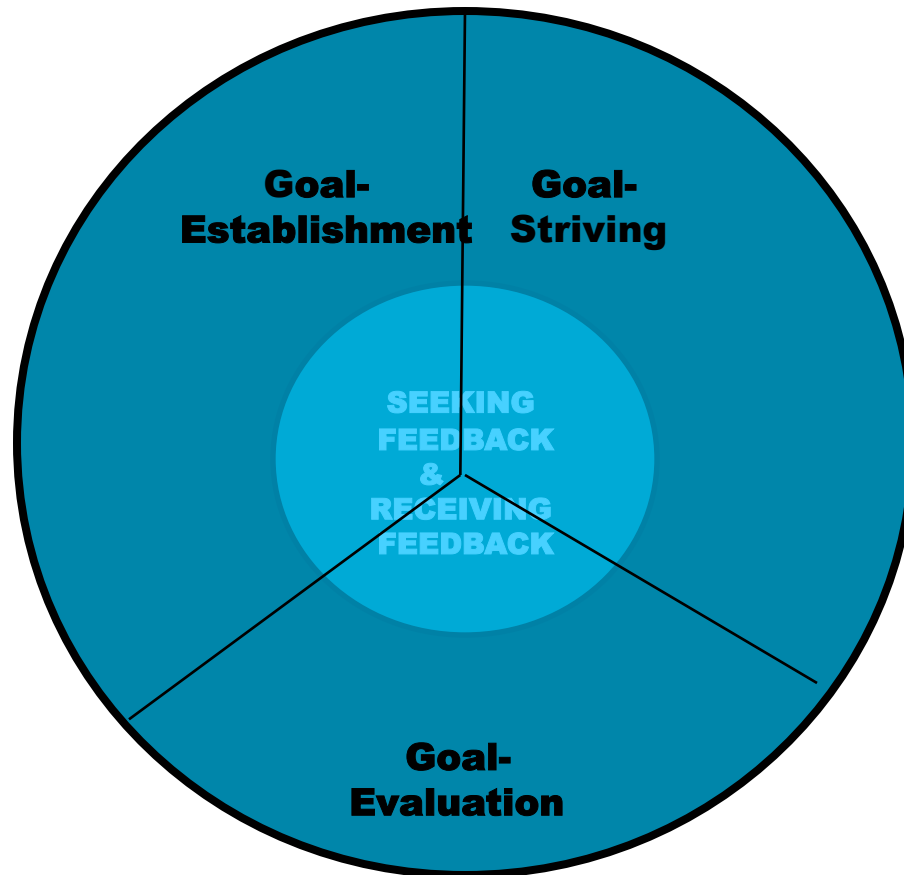 Goal-
Establishment
Goal-
Striving
SEEKING
FEEDBACK
&
RECEIVING
FEEDBACK
Goal-
Evaluation